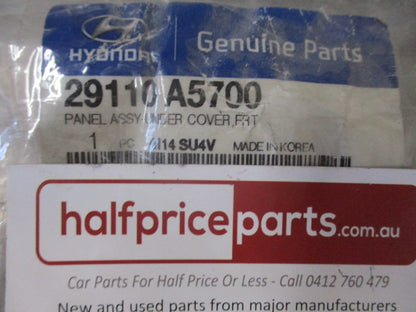 HYUNDAI Genuine Parts
29110 A5700
PANEL ASSY-UNDER COVER,FRT
1 PC SU4V MADE IN KOREA
halfpriceparts.com.au
Car Parts For Half Price Or Less - Call 0412 760 479
New and used parts from major manufacturers